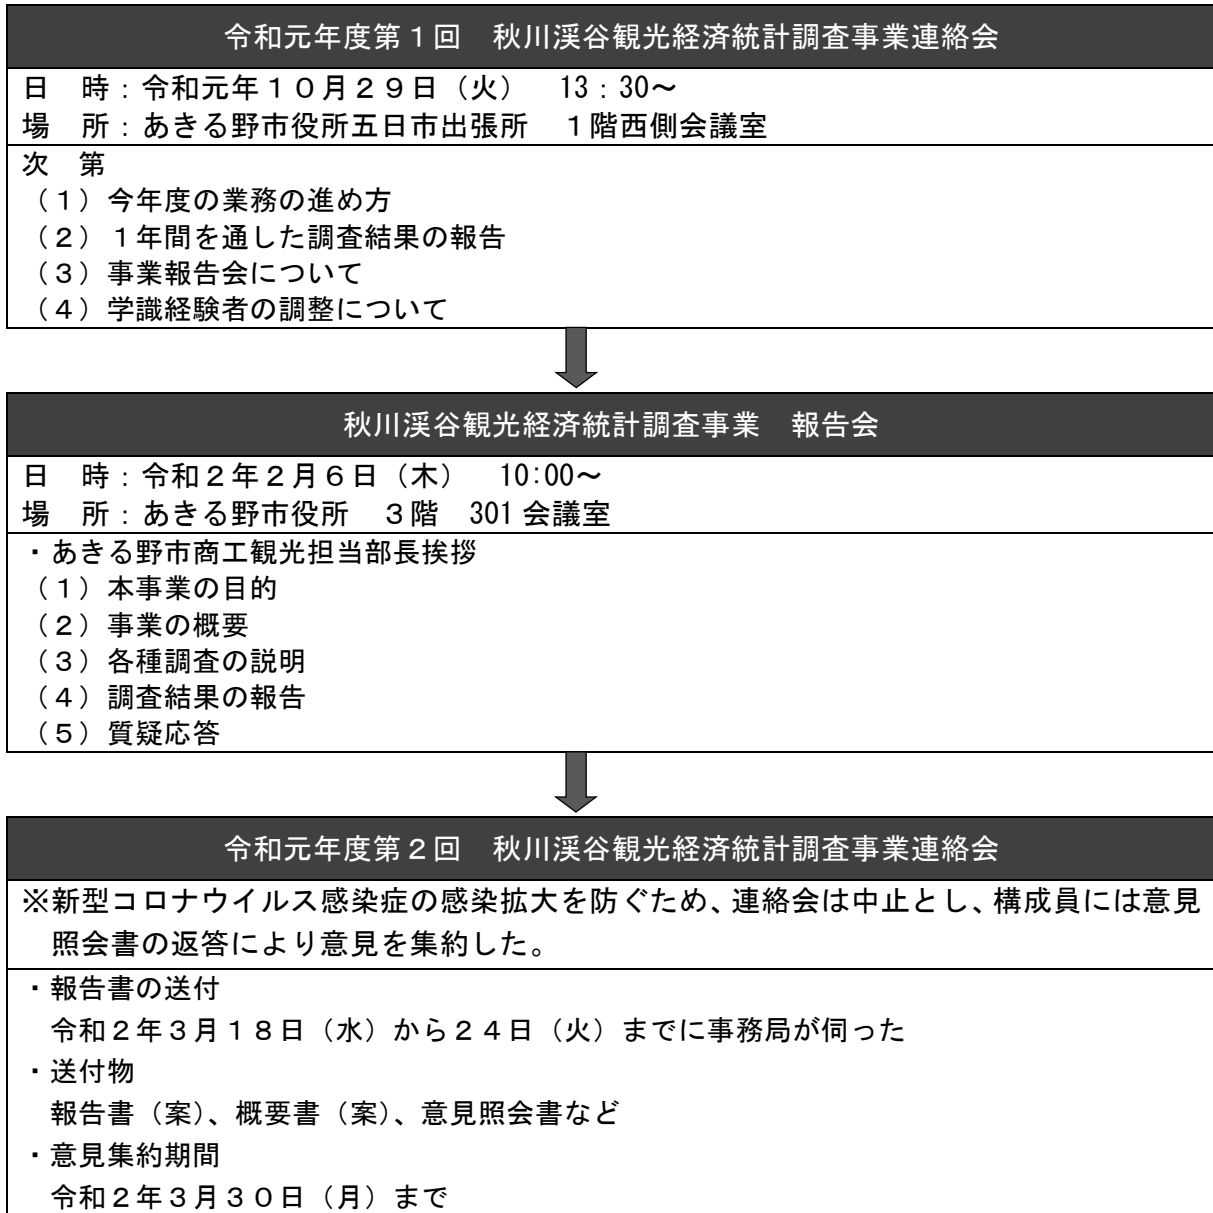 令和元年度第１回　秋川渓谷観光経済統計調査事業連絡会
日　時：令和元年１０月２９日（火）　13：30～
場　所：あきる野市役所五日市出張所　１階西側会議室
次　第
（１）今年度の業務の進め方
（２）１年間を通した調査結果の報告
（３）事業報告会について
（４）学識経験者の調整について
秋川渓谷観光経済統計調査事業　報告会
日　時：令和２年２月６日（木）　10:00～
場　所：あきる野市役所　３階　301 会議室
・あきる野市商工観光担当部長挨拶
（１）本事業の目的
（２）事業の概要
（３）各種調査の説明
（４）調査結果の報告
（５）質疑応答
令和元年度第２回　秋川渓谷観光経済統計調査事業連絡会
※新型コロナウイルス感染症の感染拡大を防ぐため、連絡会は中止とし、構成員には意見
照会書の返答により意見を集約した。
・報告書の送付
令和２年３月１８日（水）から２４日（火）までに事務局が伺った
・送付物
報告書（案）、概要書（案）、意見照会書など
・意見集約期間
令和２年３月３０日（月）まで